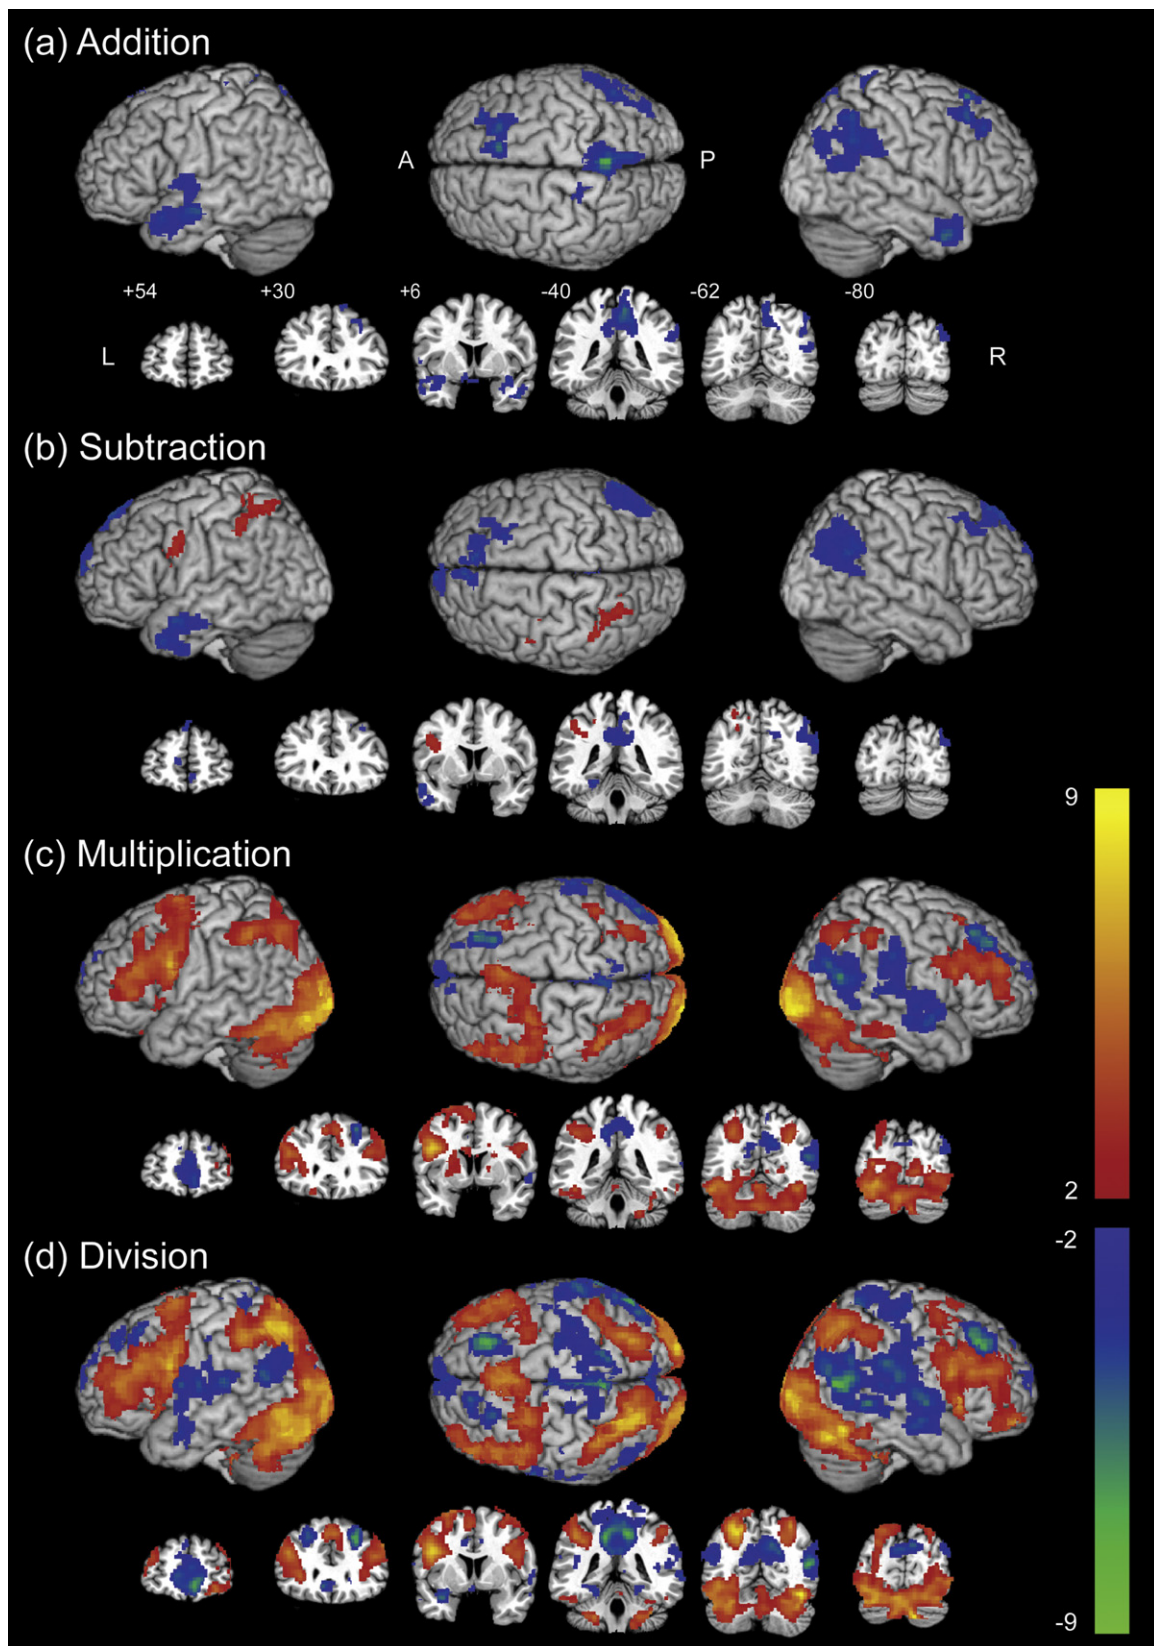 (a) Addition
A P
+54 +30 +6 -40 -62 -80
L R
(b) Subtraction
9
(c) Multiplication
2
-2
(d) Division
-9